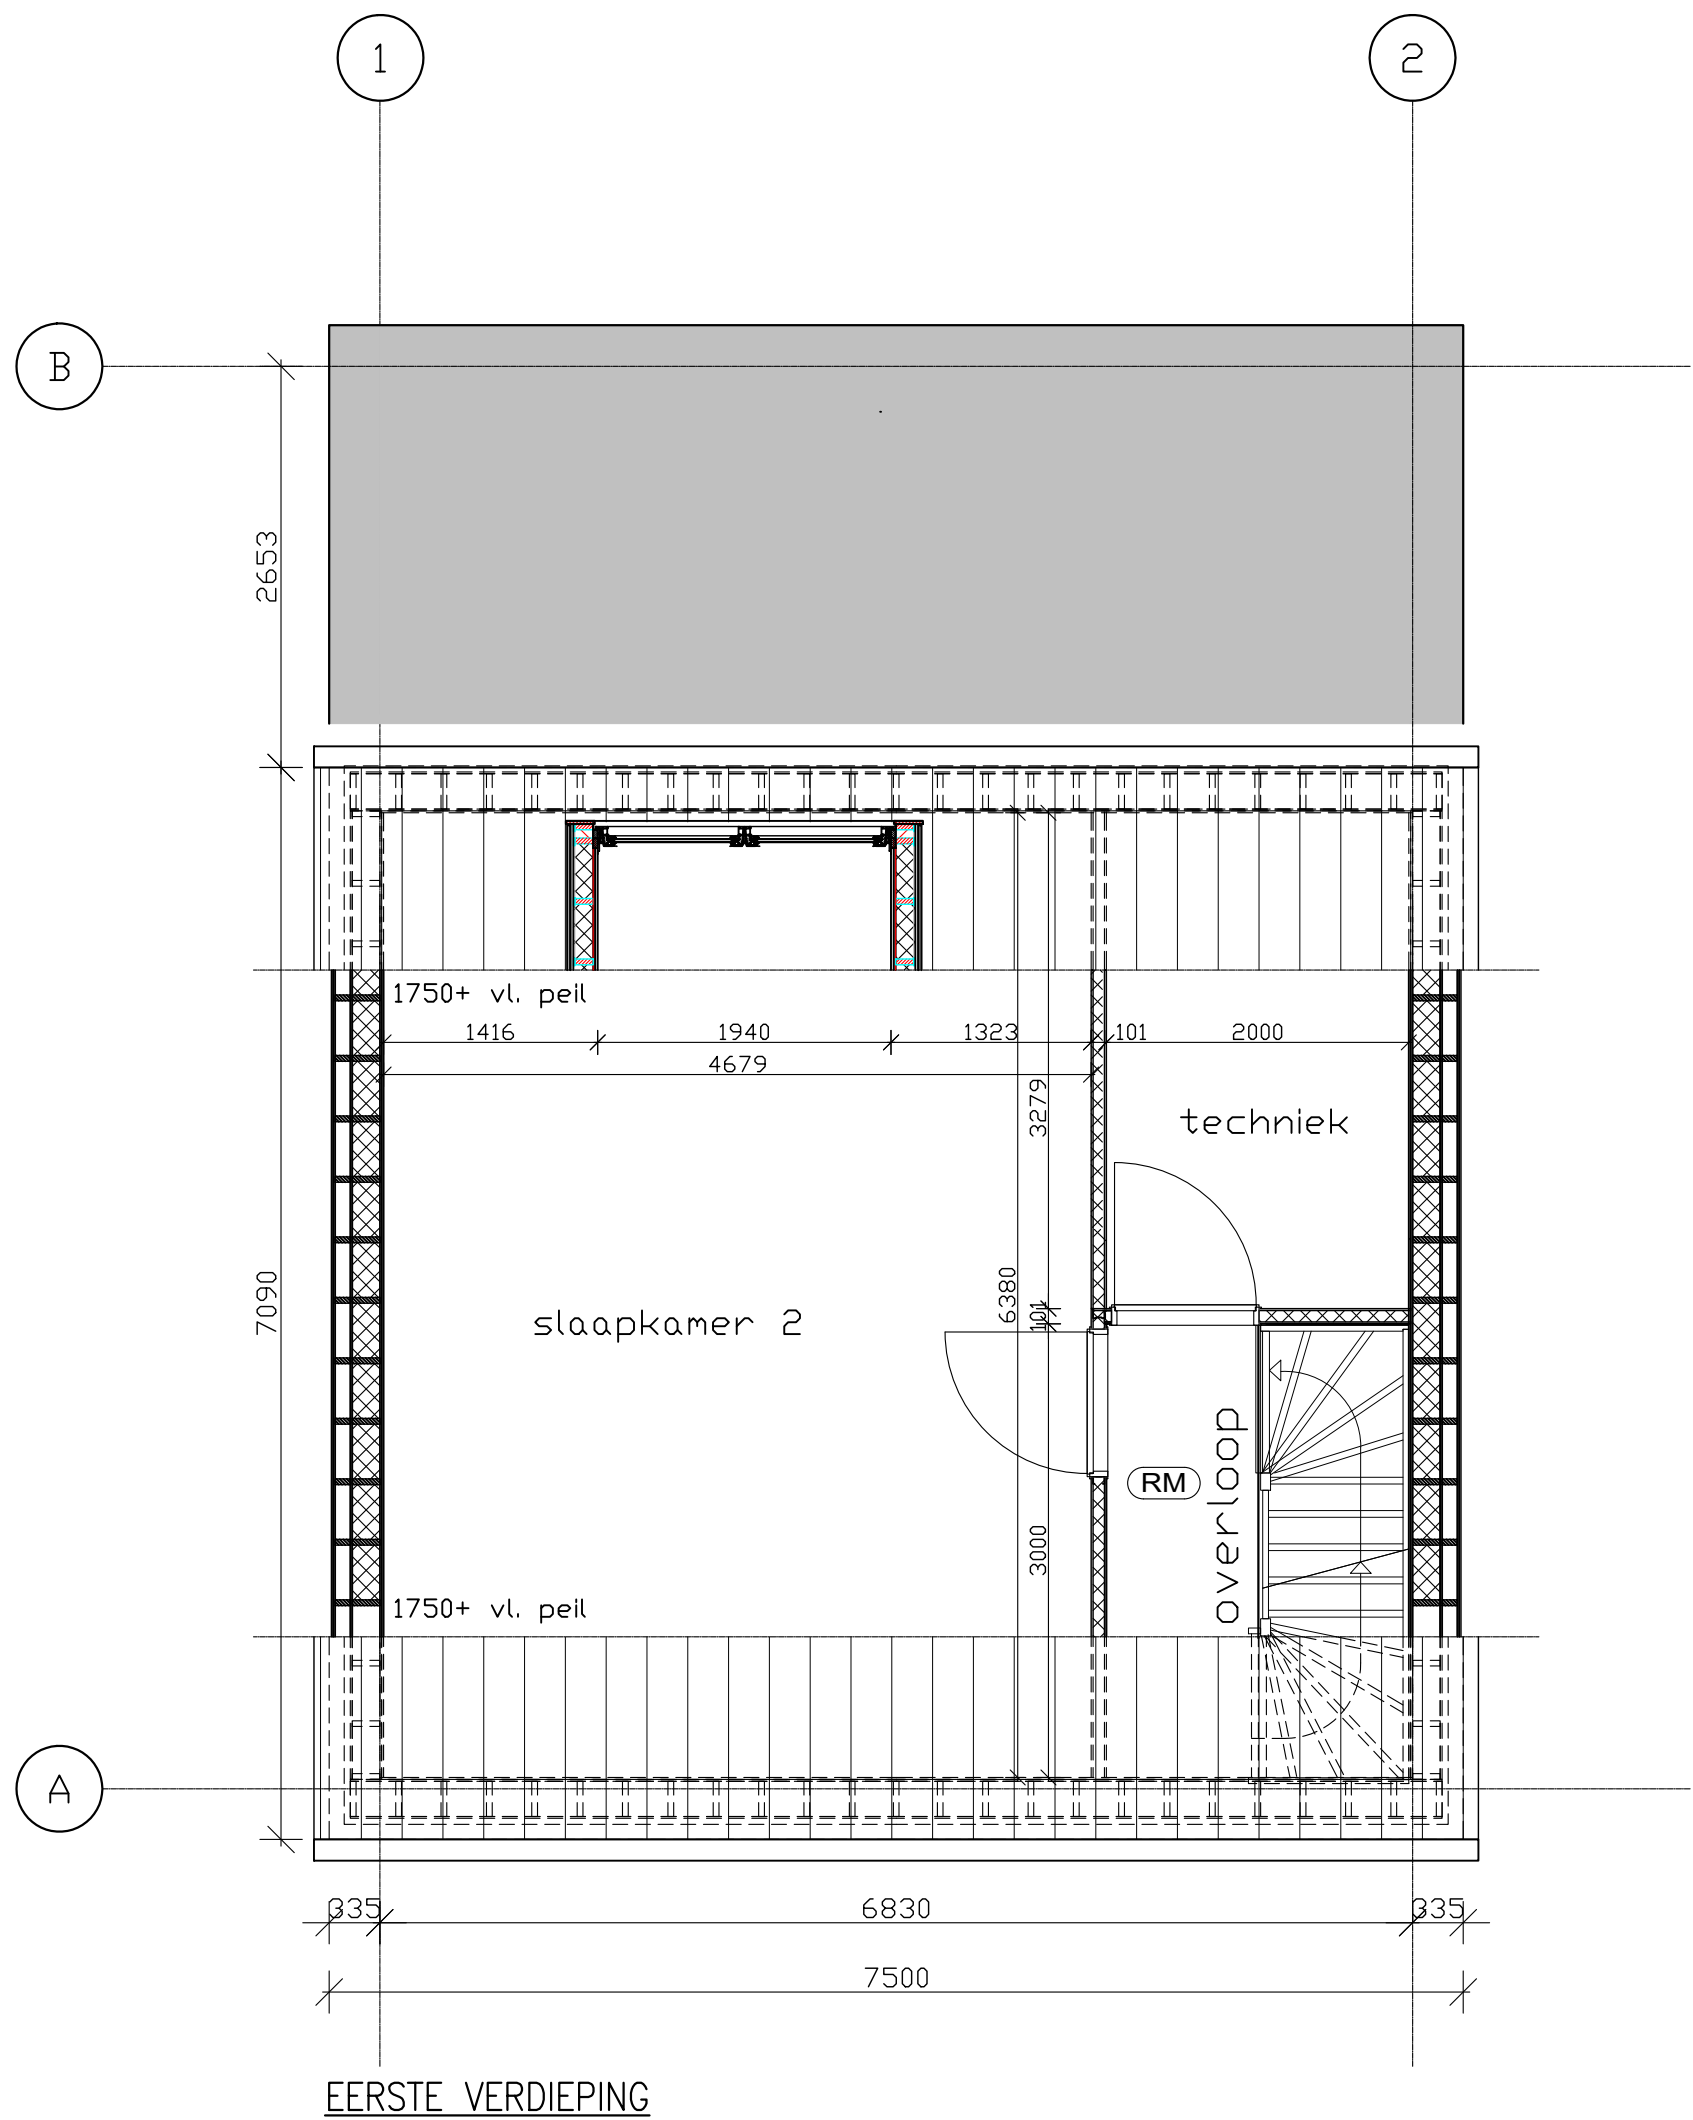 1
2
B
2653
1750+ vl. peil
1416
1940
1323
101
2000
4679
3279
techniek
7090
6380
101
slaapkamer 2
overloop
RM
3000
1750+ vl. peil
A
335
6830
335
7500
EERSTE VERDIEPING